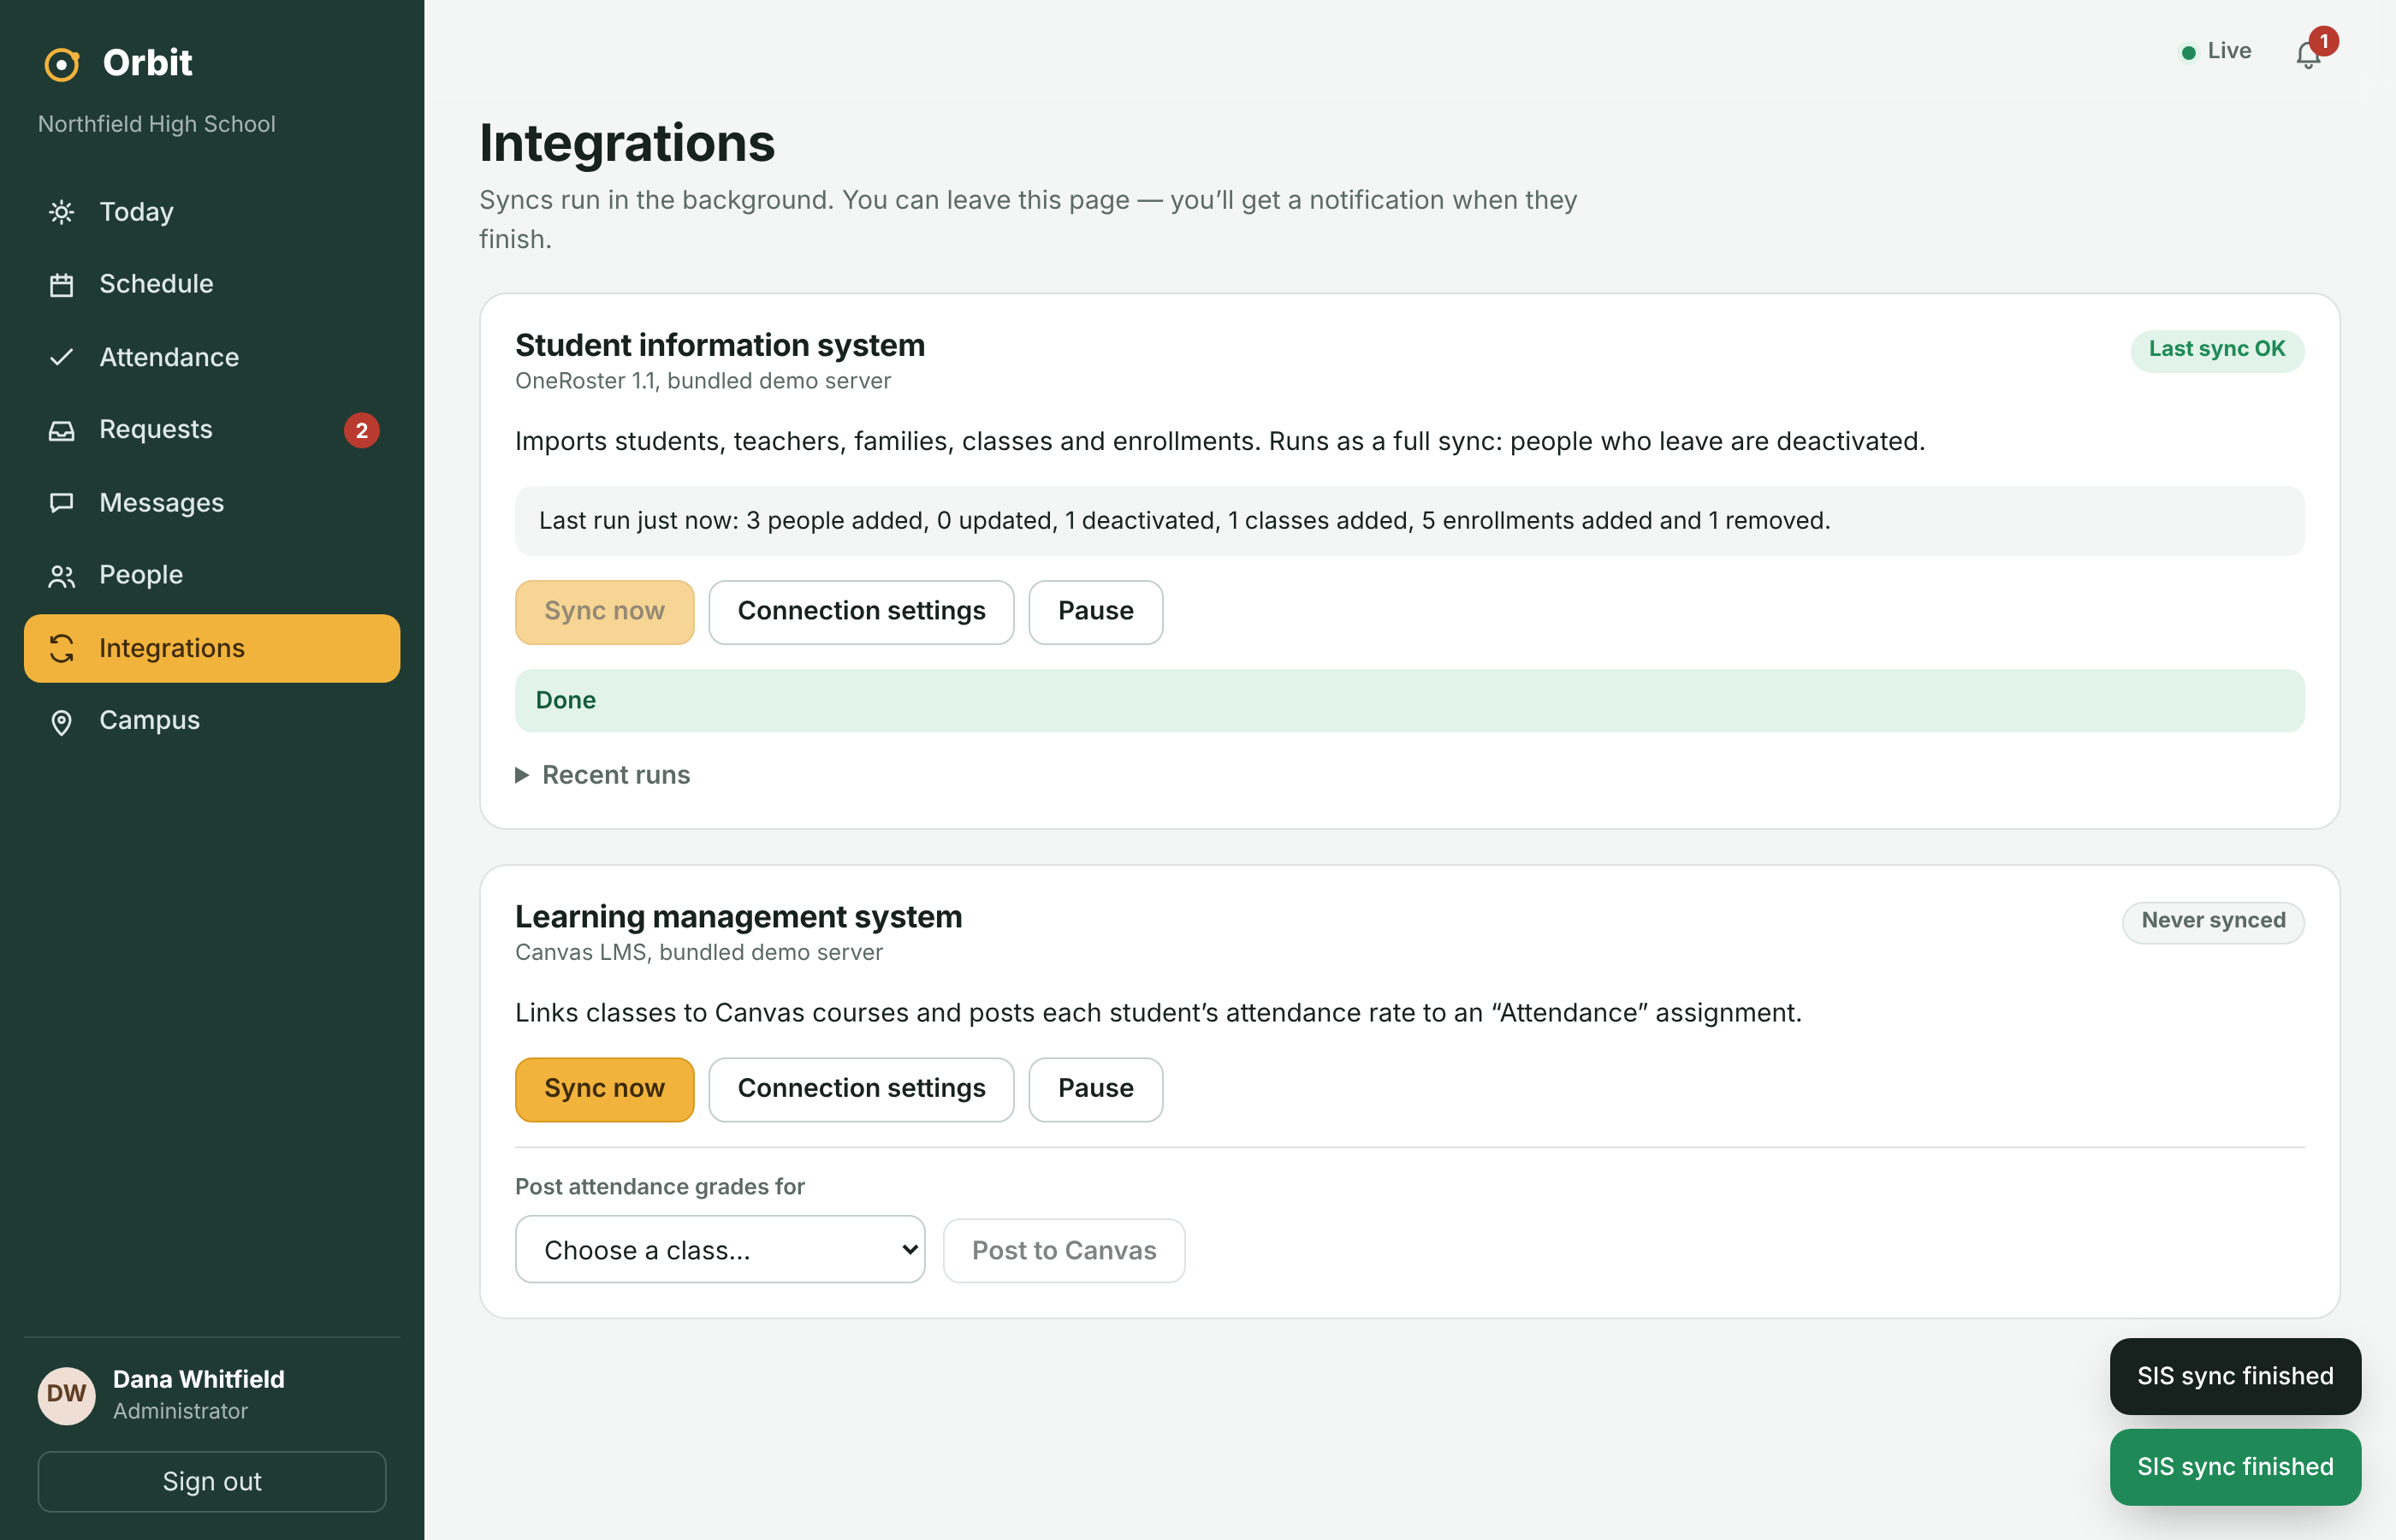 Orbit
Northfield High School
Today
Schedule
Attendance
Requests
2
Messages
People
Integrations
Campus
DW
Dana Whitfield
Administrator
Sign out
Live
1
Integrations
Syncs run in the background. You can leave this page — you’ll get a notification when they
finish.
Student information system
Last sync OK
OneRoster 1.1, bundled demo server
Imports students, teachers, families, classes and enrollments. Runs as a full sync: people who leave are deactivated.
Last run just now: 3 people added, 0 updated, 1 deactivated, 1 classes added, 5 enrollments added and 1 removed.
Sync now
Connection settings
Pause
Done
Recent runs
Learning management system
Never synced
Canvas LMS, bundled demo server
Links classes to Canvas courses and posts each student’s attendance rate to an “Attendance” assignment.
Sync now
Connection settings
Pause
Post attendance grades for
Choose a class...
Post to Canvas
SIS sync finished
SIS sync finished